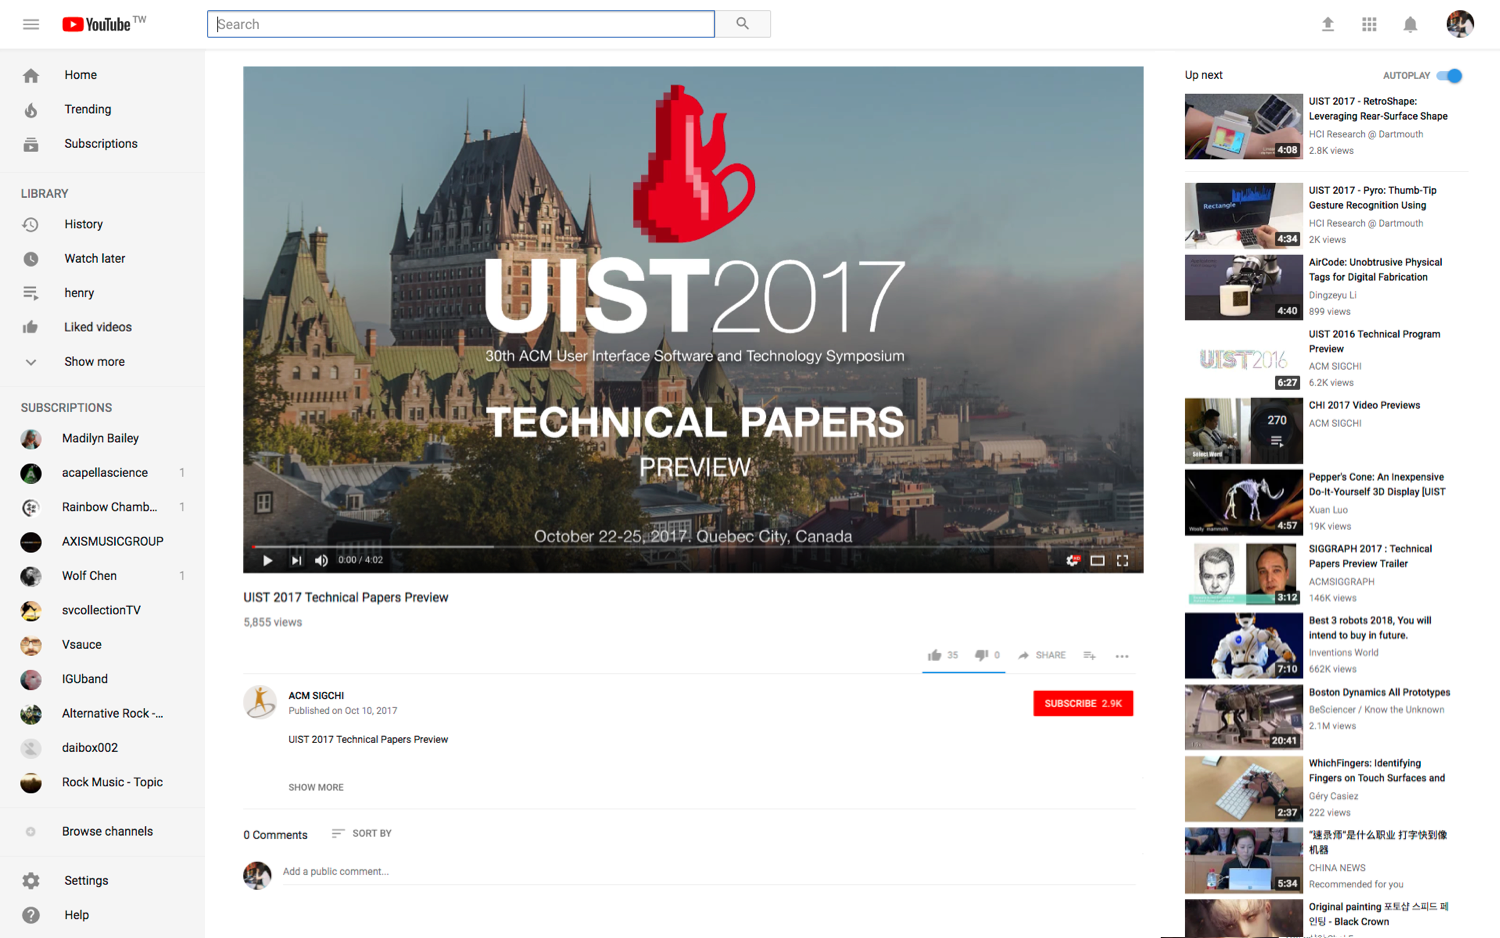 YouTube TW
Search
Home
Trending
Subscriptions
LIBRARY
History
Watch later
henry
Liked videos
Show more
SUBSCRIPTIONS
Madilyn Bailey
acapellascience 1
Rainbow Chamb... 1
AXISMUSICGROUP
Wolf Chen 1
svcollectionTV
Vsauce
IGUband
Alternative Rock -...
daibox002
Rock Music - Topic
Browse channels
Settings
Help
UIST2017
30th ACM User Interface Software and Technology Symposium
TECHNICAL PAPERS
PREVIEW
October 22-25, 2017. Quebec City, Canada
0:00 / 4:02
UIST 2017 Technical Papers Preview
5,855 views
35 0 SHARE
ACM SIGCHI
Published on Oct 10, 2017
SUBSCRIBE 2.9K
UIST 2017 Technical Papers Preview
SHOW MORE
0 Comments SORT BY
Add a public comment...
Up next AUTOPLAY
4:08
UIST 2017 - RetroShape:
Leveraging Rear-Surface Shape
HCI Research @ Dartmouth
2.8K views
Rectangle
4:34
UIST 2017 - Pyro: Thumb-Tip
Gesture Recognition Using
HCI Research @ Dartmouth
2K views
4:40
AirCode: Unobtrusive Physical
Tags for Digital Fabrication
Dingzeyu Li
899 views
UIST2016
6:27
UIST 2016 Technical Program
Preview
ACM SIGCHI
6.2K views
270
Select Word
CHI 2017 Video Previews
ACM SIGCHI
Woolly mammoth
4:57
Pepper's Cone: An Inexpensive
Do-It-Yourself 3D Display [UIST
Xuan Luo
19K views
3:12
SIGGRAPH 2017 : Technical
Papers Preview Trailer
ACMSIGGRAPH
146K views
7:10
Best 3 robots 2018, You will
intend to buy in future.
Inventions World
662K views
20:41
Boston Dynamics All Prototypes
BeSciencer / Know the Unknown
2.1M views
2:37
WhichFingers: Identifying
Fingers on Touch Surfaces and
Géry Casiez
222 views
5:34
“速录师”是什么职业 打字快到像
机器
CHINA NEWS
Recommended for you
Original painting 포토샵 스피드 페
인팅 - Black Crown